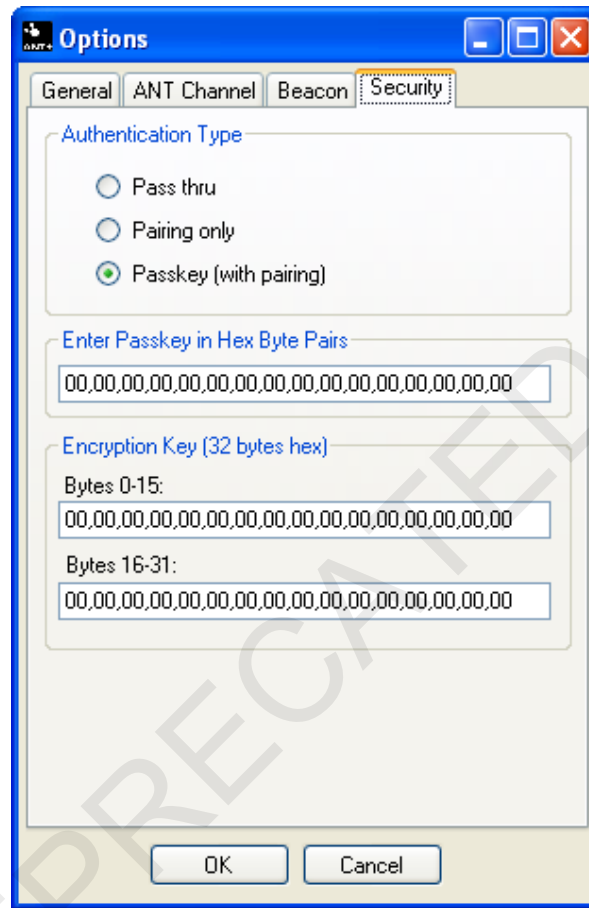 ANT+ Options
General ANT Channel Beacon Security
Authentication Type
Pass thru
Pairing only
Passkey (with pairing)
Enter Passkey in Hex Byte Pairs
00,00,00,00,00,00,00,00,00,00,00,00,00,00,00,00
Encryption Key (32 bytes hex)
Bytes 0-15:
00,00,00,00,00,00,00,00,00,00,00,00,00,00,00,00
Bytes 16-31:
00,00,00,00,00,00,00,00,00,00,00,00,00,00,00,00
OK Cancel
PRECATED